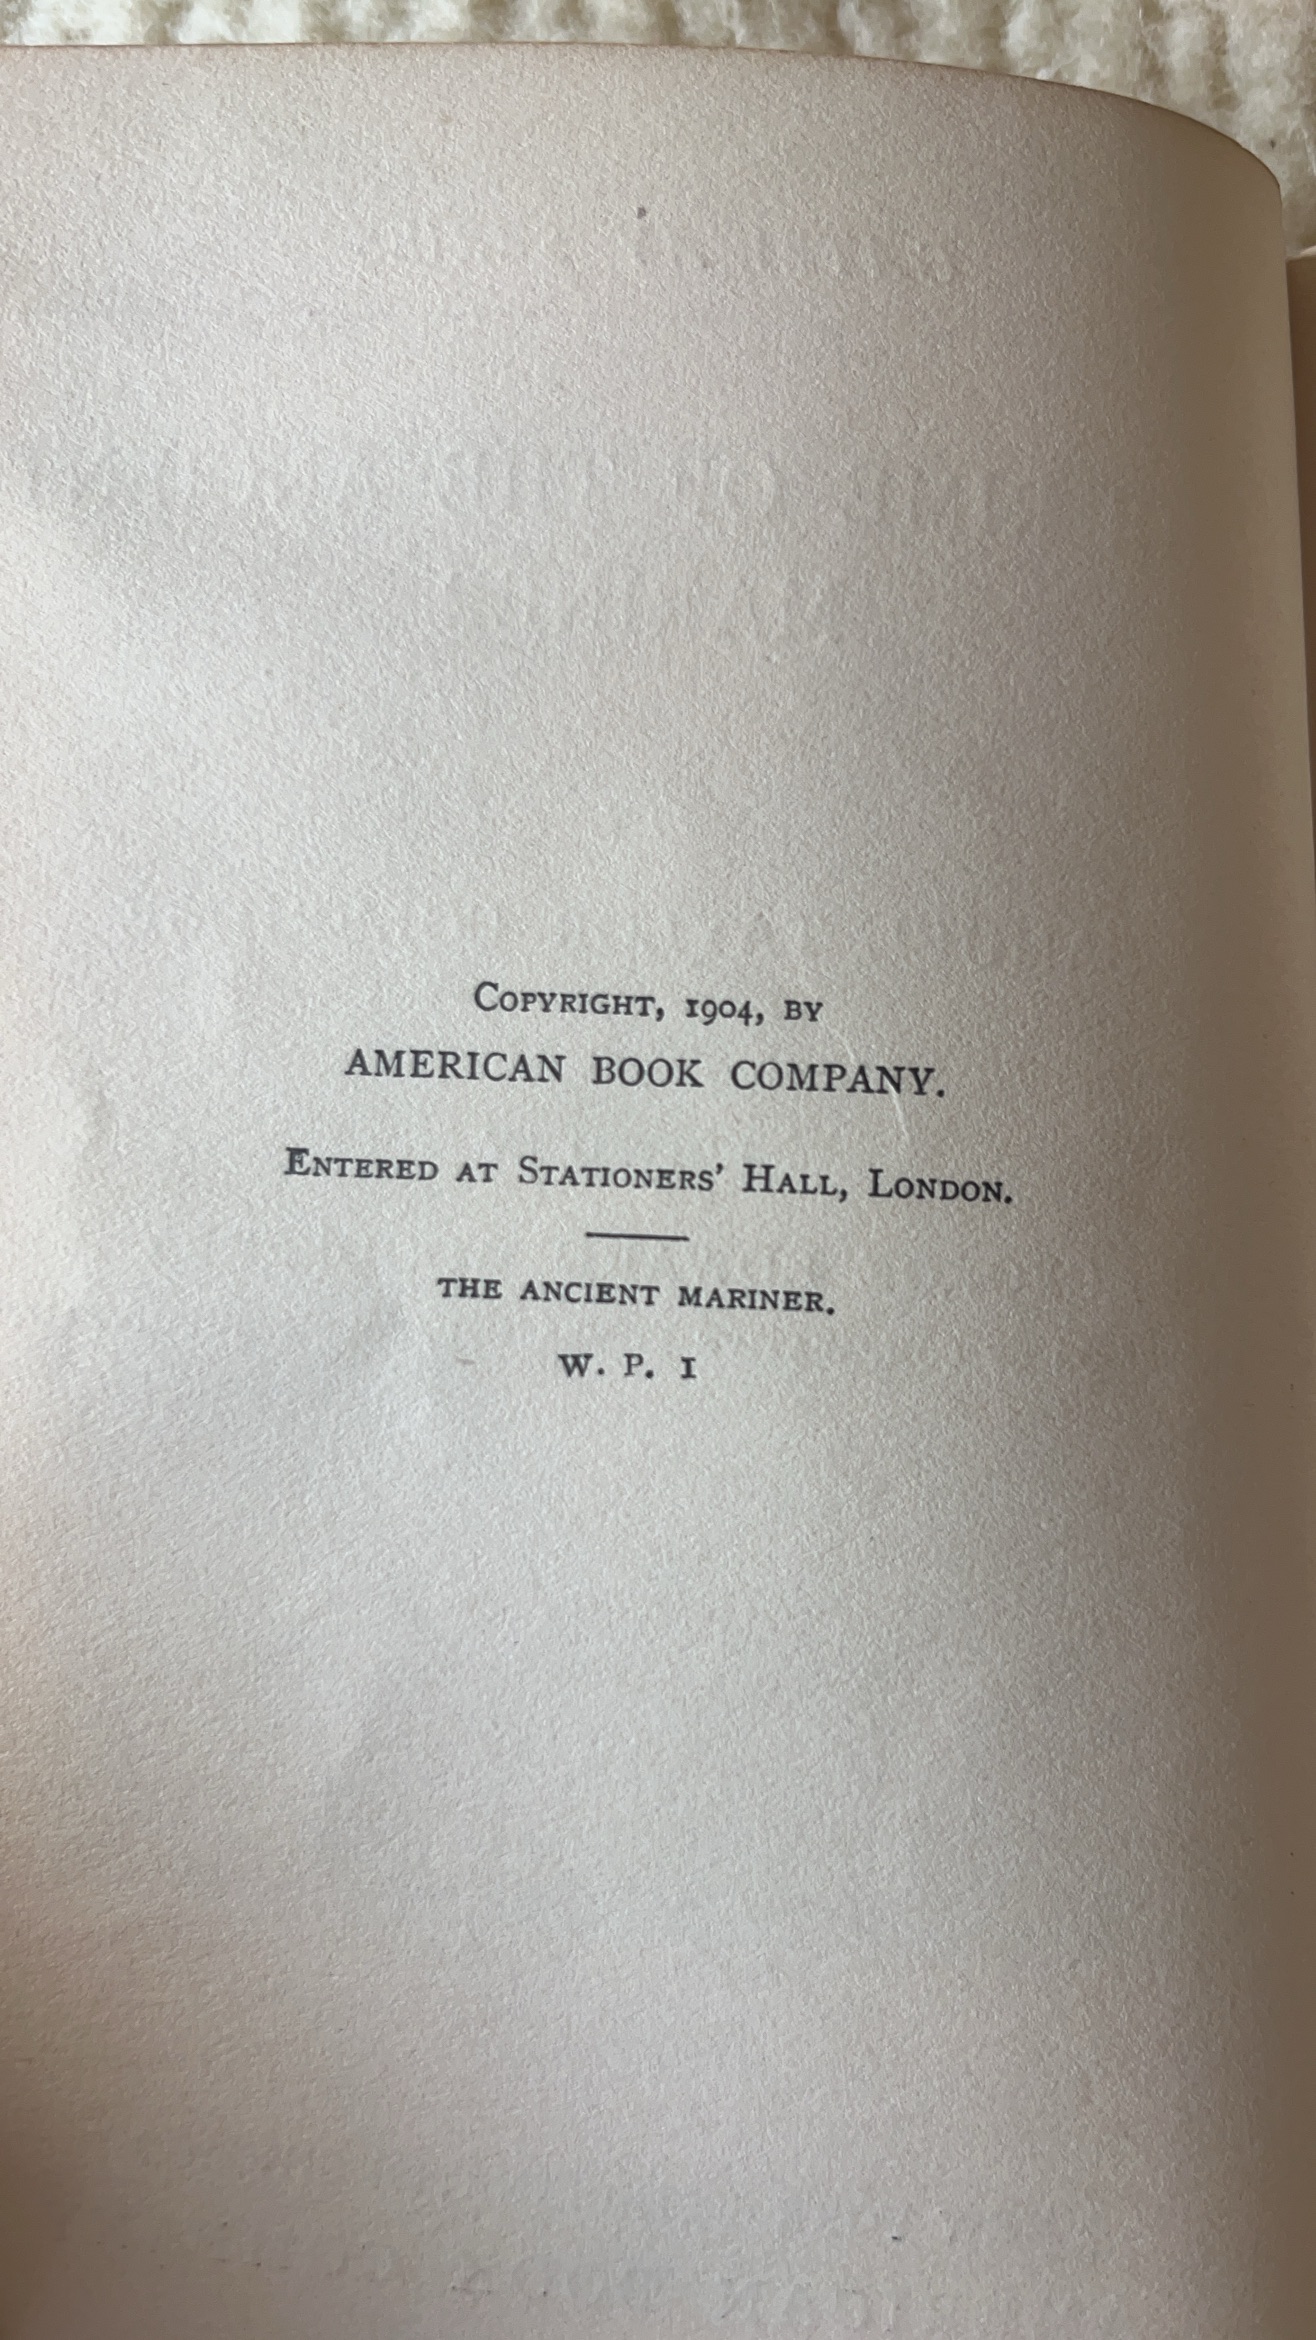 COPYRIGHT, 1904, BY
AMERICAN BOOK COMPANY.
ENTERED AT STATIONERS' HALL, LONDON.
THE ANCIENT MARINER.
W. P. I